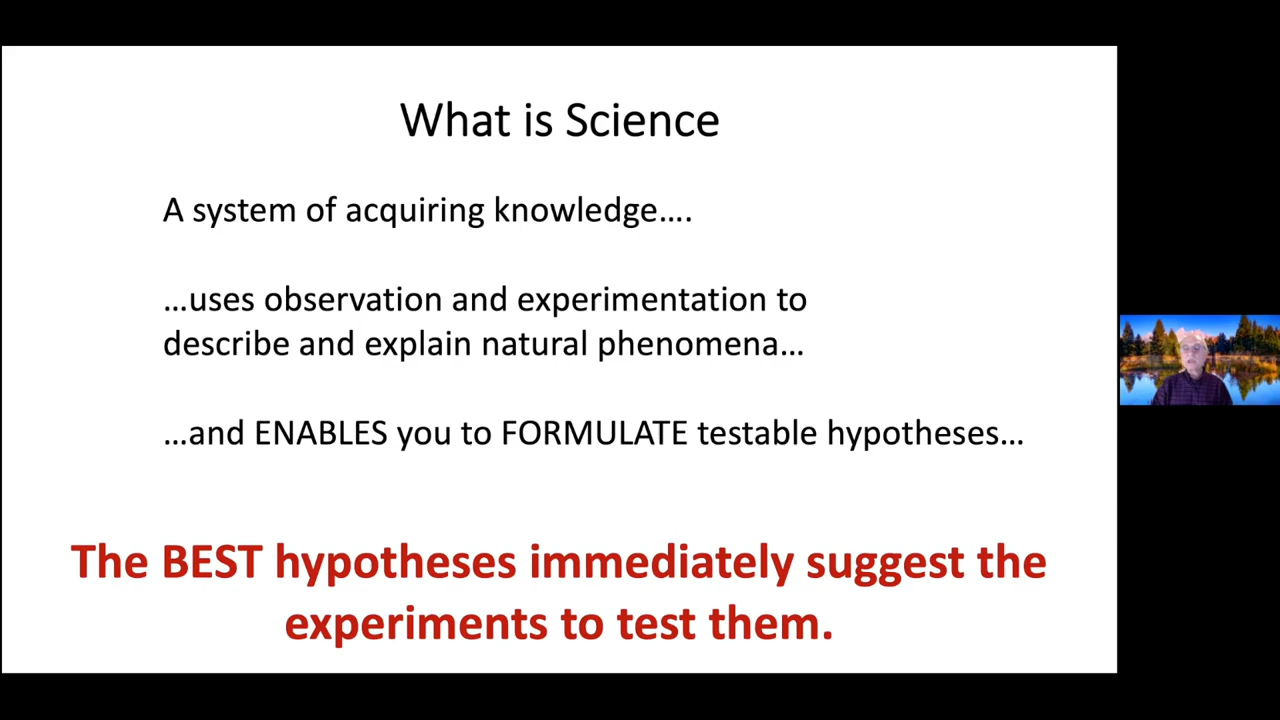 What is Science
A system of acquiring knowledge....
...uses observation and experimentation to
describe and explain natural phenomena...
...and ENABLES you to FORMULATE testable hypotheses...
The BEST hypotheses immediately suggest the
experiments to test them.